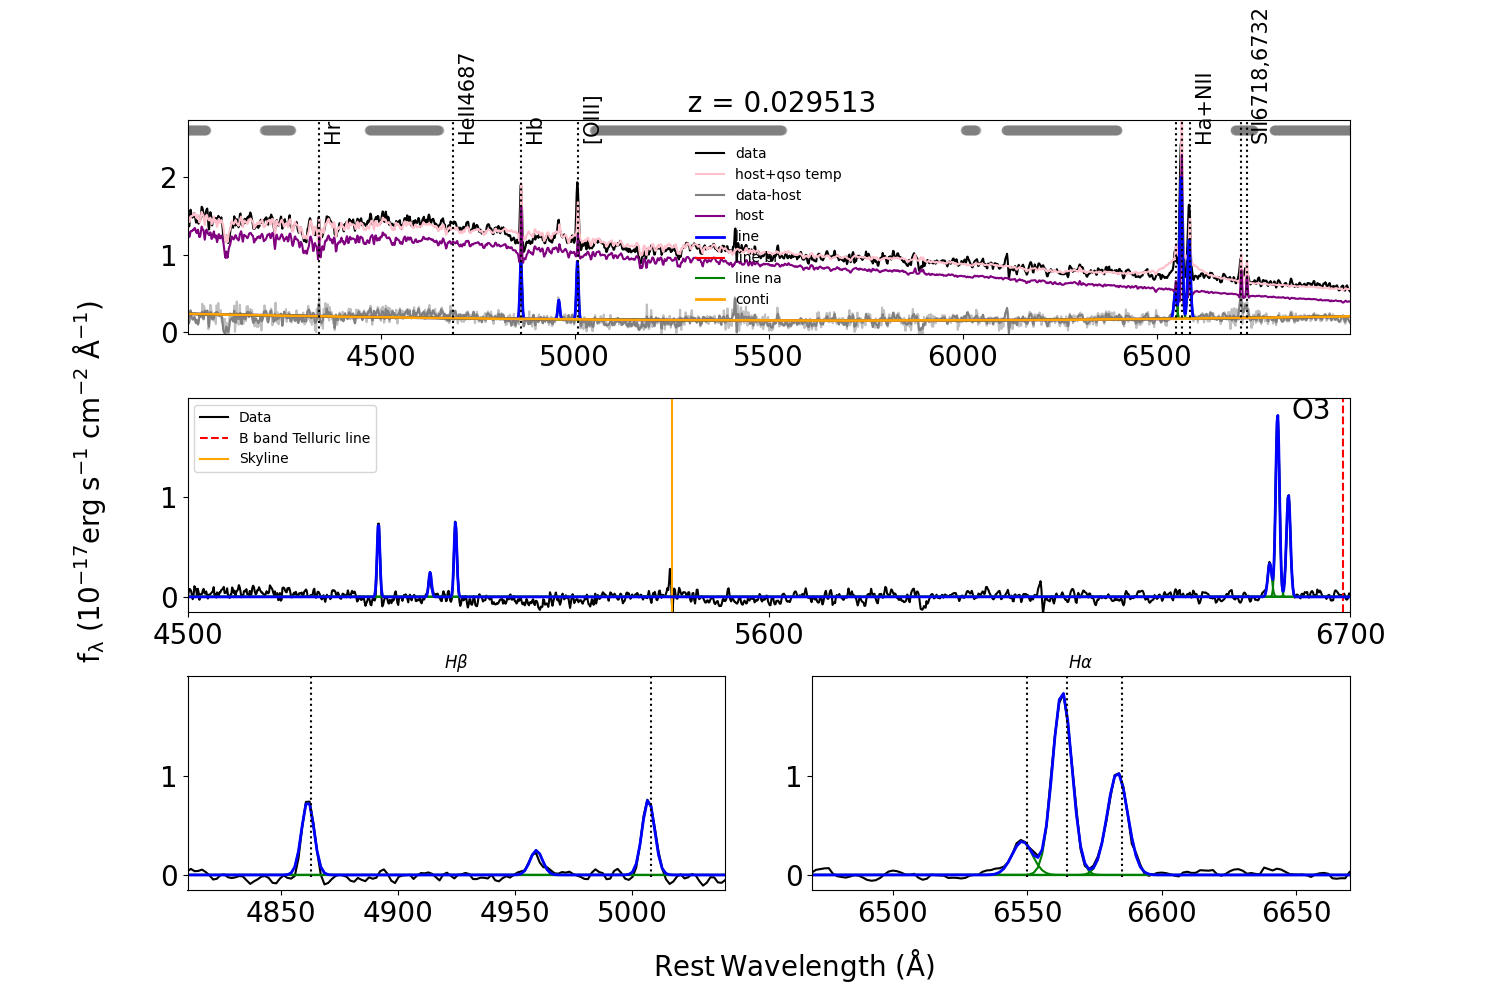 z = 0.029513
Hr
HeII4687
Hb
[OIII]
Ha+NII
SII6718,6732
data
host+qso temp
data-host
host
line
line na
conti
2
1
0
4500 5000 5500 6000 6500
Data
B band Telluric line
Skyline
O3
1
0
4500 5600 6700
fλ (10⁻¹⁷erg s⁻¹ cm⁻² Å⁻¹)
Hβ
1
0
4850 4900 4950 5000
Hα
1
0
6500 6550 6600 6650
Rest Wavelength (Å)